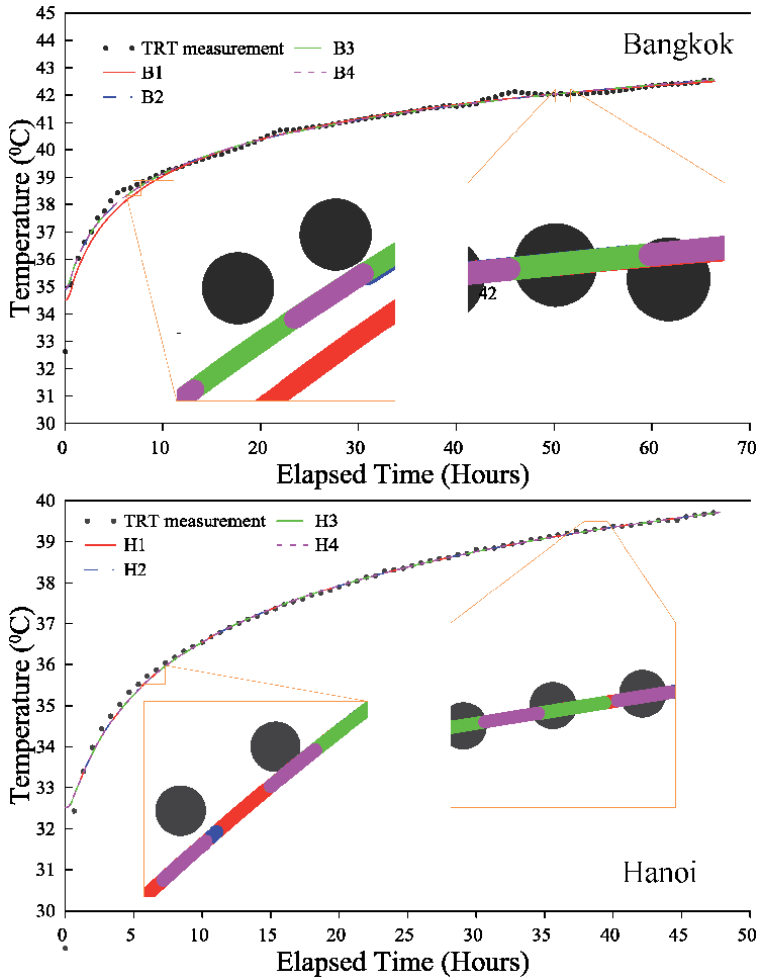 45
44
43
42
41
40
39
38
37
36
35
34
33
32
31
30
Temperature (⁰C)
TRT measurement
B3
B1
B4
B2
Bangkok
42
0
10
20
30
40
50
60
70
Elapsed Time (Hours)
40
39
38
37
36
35
34
33
32
31
30
Temperature (⁰C)
TRT measurement
H3
H1
H4
H2
Hanoi
0
5
10
15
20
25
30
35
40
45
50
Elapsed Time (Hours)